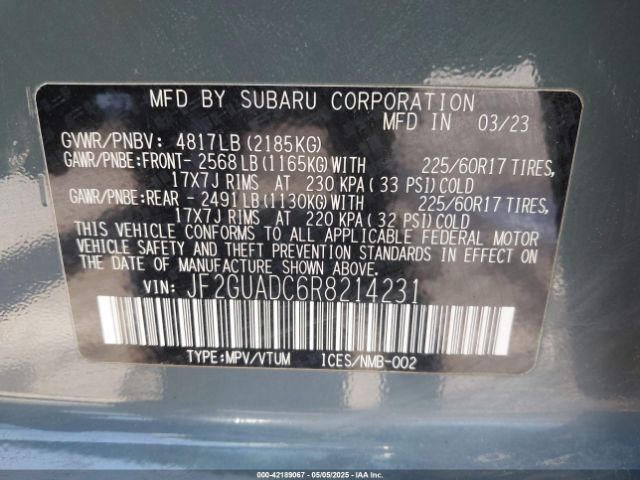 MFD BY SUBARU CORPORATION
MFD IN 03/23
GVWR/PNBV: 4817LB (2185KG)
GAWR/PNBE:FRONT- 2568LB(1165KG)WITH 225/60R17 TIRES,
17X7J RIMS AT 230 KPA(33 PSI)COLD
GAWR/PNBE:REAR - 2491LB(1130KG)WITH 225/60R17 TIRES,
17X7J RIMS AT 220 KPA(32 PSI)COLD
THIS VEHICLE CONFORMS TO ALL APPLICABLE FEDERAL MOTOR
VEHICLE SAFETY AND THEFT PREVENTION STANDARDS IN EFFECT ON
THE DATE OF MANUFACTURE SHOWN ABOVE.
VIN: JF2GUADC6R8214231
TYPE:MPV/VTUM ICES/NMB-002
000-42189067 - 05/05/2025 - IAA Inc.